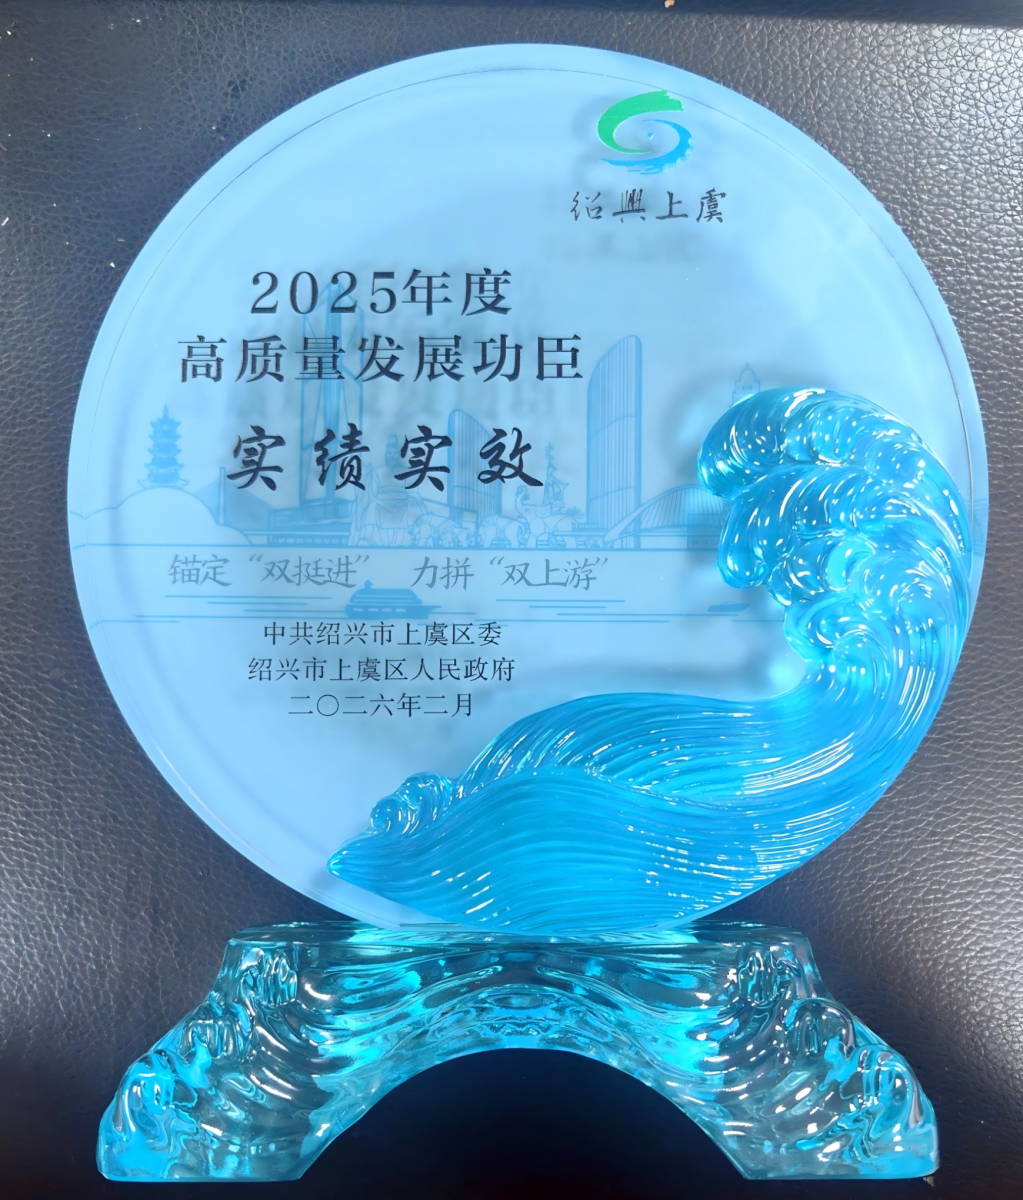 绍興上虞
2025年度
高质量发展功臣
实绩实效
锚定“双挺进” 力拼“双上游”
中共绍兴市上虞区委
绍兴市上虞区人民政府
二〇二六年二月